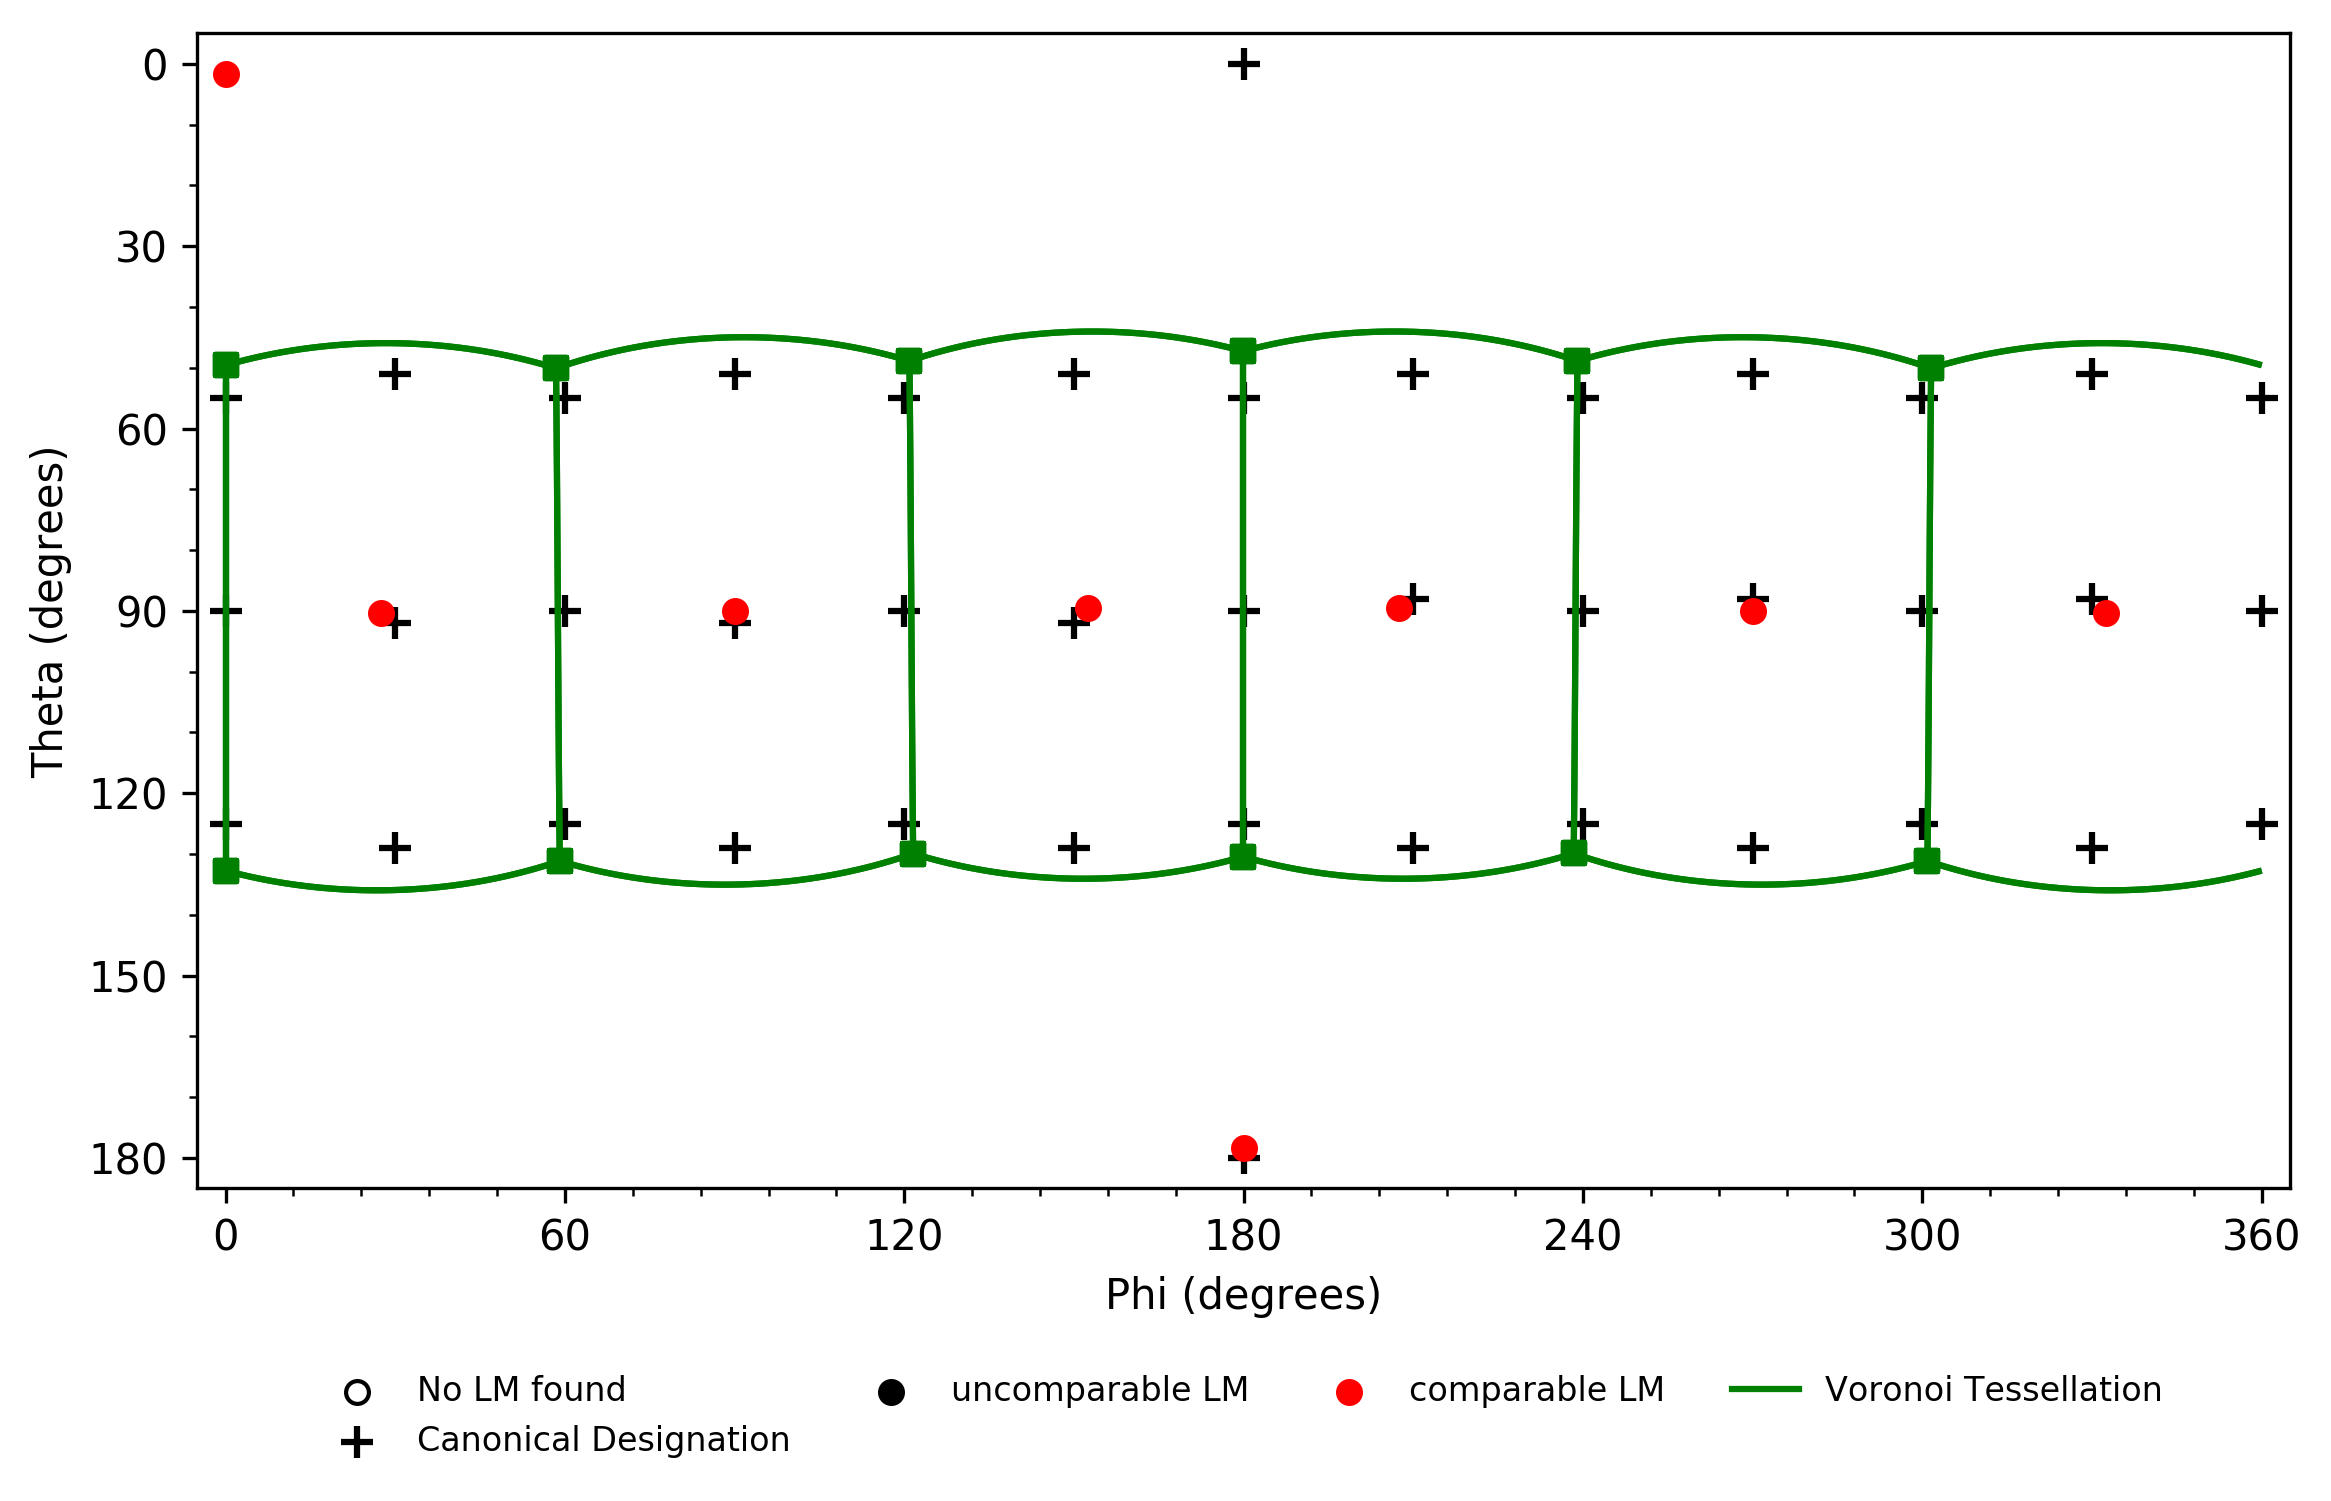 0
30
60
90
120
150
180
Theta (degrees)
0 60 120 180 240 300 360
Phi (degrees)
No LM found uncomparable LM comparable LM Voronoi Tessellation
Canonical Designation